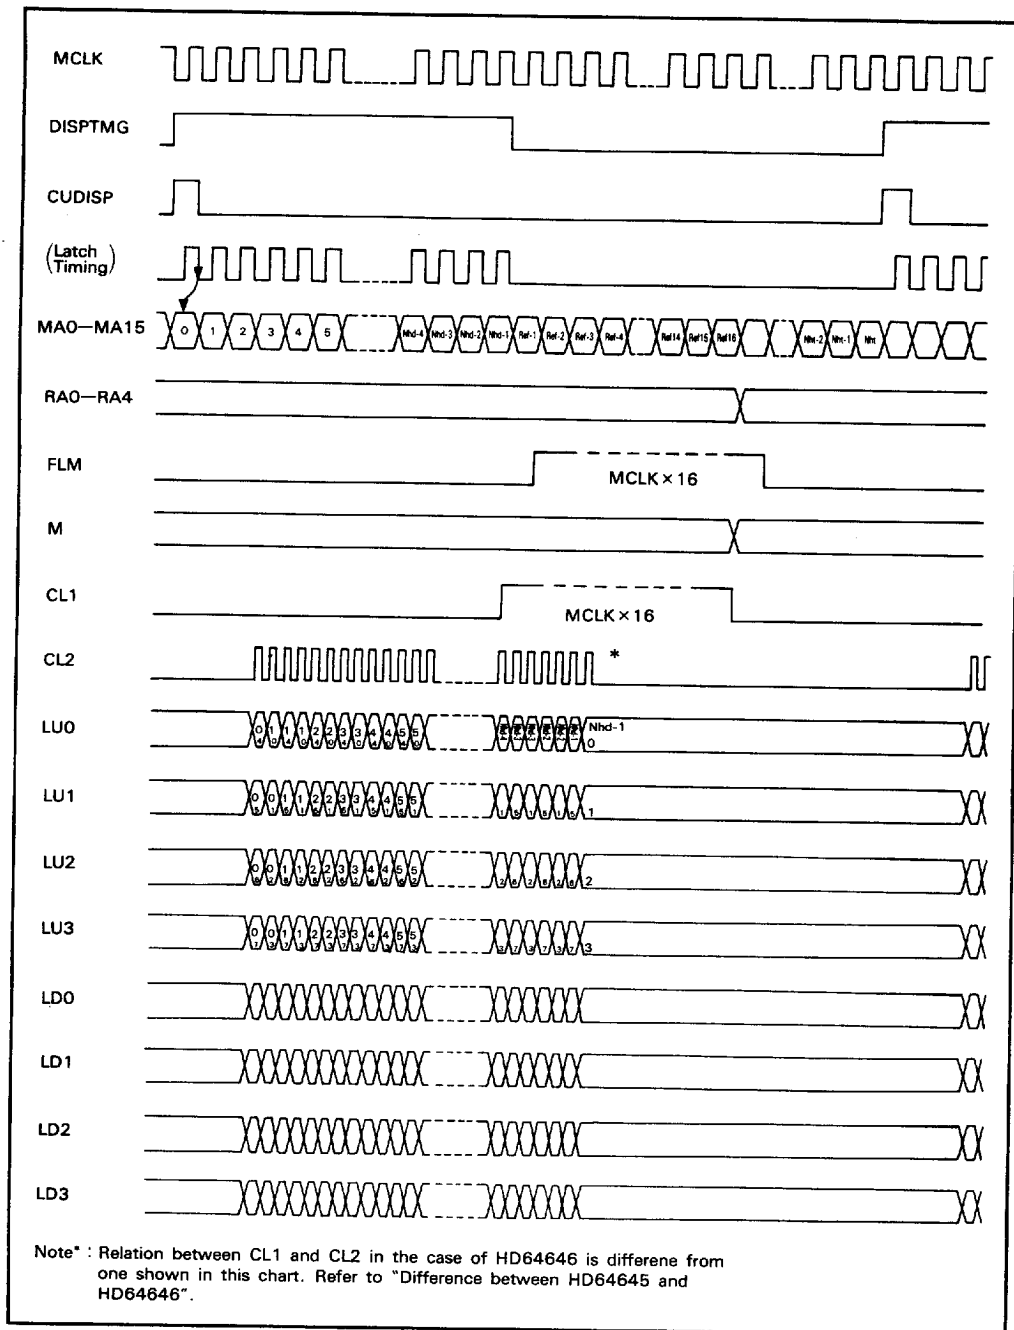 MCLK
DISPTMG
CUDISP
(Latch
Timing)
MA0—MA15 0 1 2 3 4 5 Nhd-4 Nhd-3 Nhd-2 Nhd-1 Ref-1 Ref-2 Ref-3 Ref-4 Ref14 Ref15 Ref16 Nht-2 Nht-1 Nht
RA0—RA4
FLM MCLK×16
M
CL1 MCLK×16
CL2 *
LU0 Nhd-1
0
LU1 1
LU2 2
LU3 3
LD0
LD1
LD2
LD3
Note* : Relation between CL1 and CL2 in the case of HD64646 is differene from
one shown in this chart. Refer to "Difference between HD64645 and
HD64646".